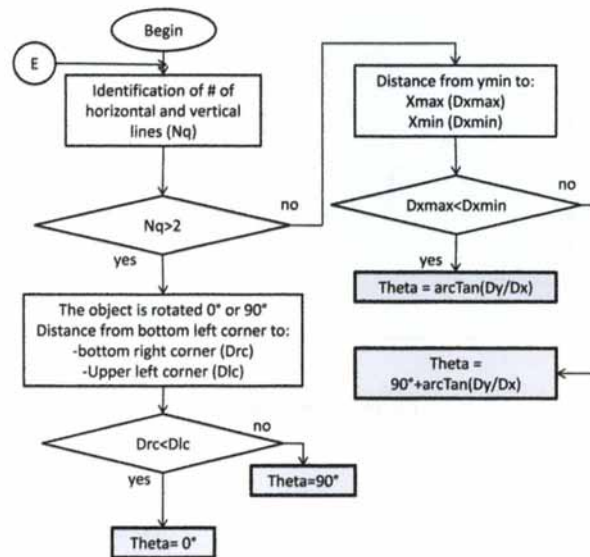 Begin
E
Identification of # of
horizontal and vertical
lines (Nq)
Nq>2
no
yes
The object is rotated 0° or 90°
Distance from bottom left corner to:
-bottom right corner (Drc)
-Upper left corner (Dlc)
Drc<Dlc
no
yes
Theta=90°
Theta= 0°
Distance from ymin to:
Xmax (Dxmax)
Xmin (Dxmin)
Dxmax<Dxmin
no
yes
Theta = arcTan(Dy/Dx)
Theta =
90°+arcTan(Dy/Dx)